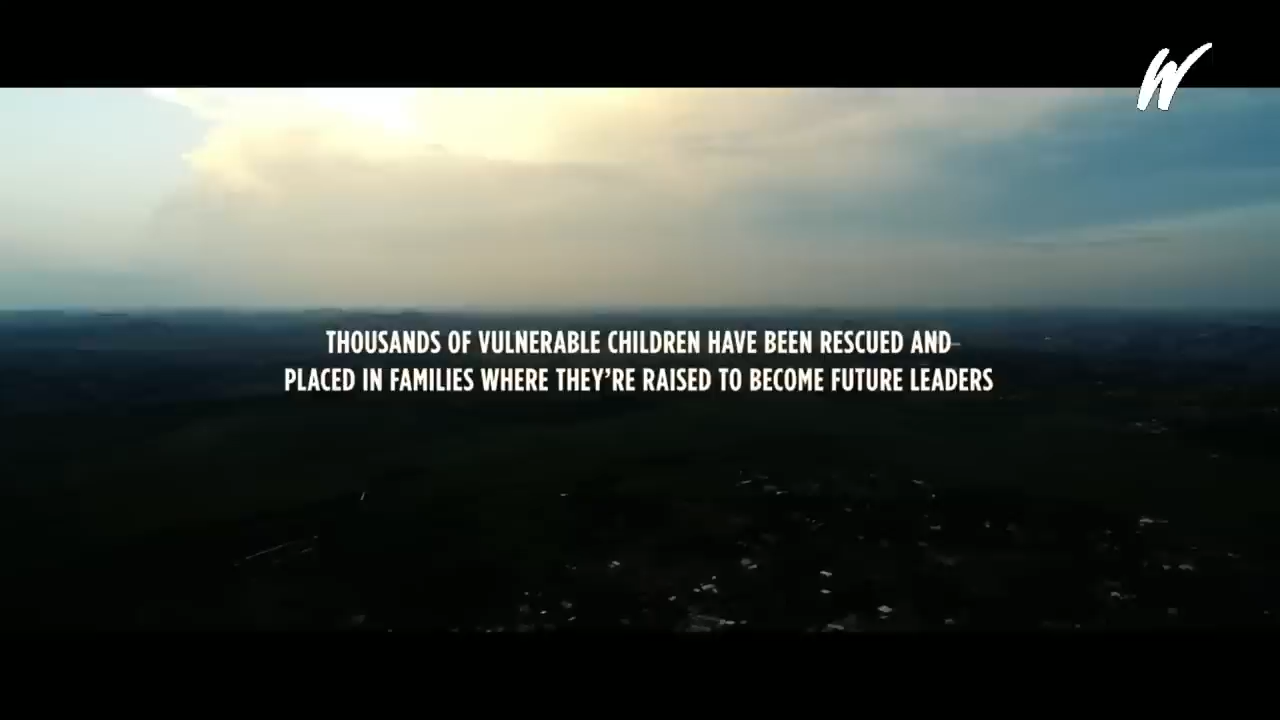 W
THOUSANDS OF VULNERABLE CHILDREN HAVE BEEN RESCUED AND
PLACED IN FAMILIES WHERE THEY'RE RAISED TO BECOME FUTURE LEADERS